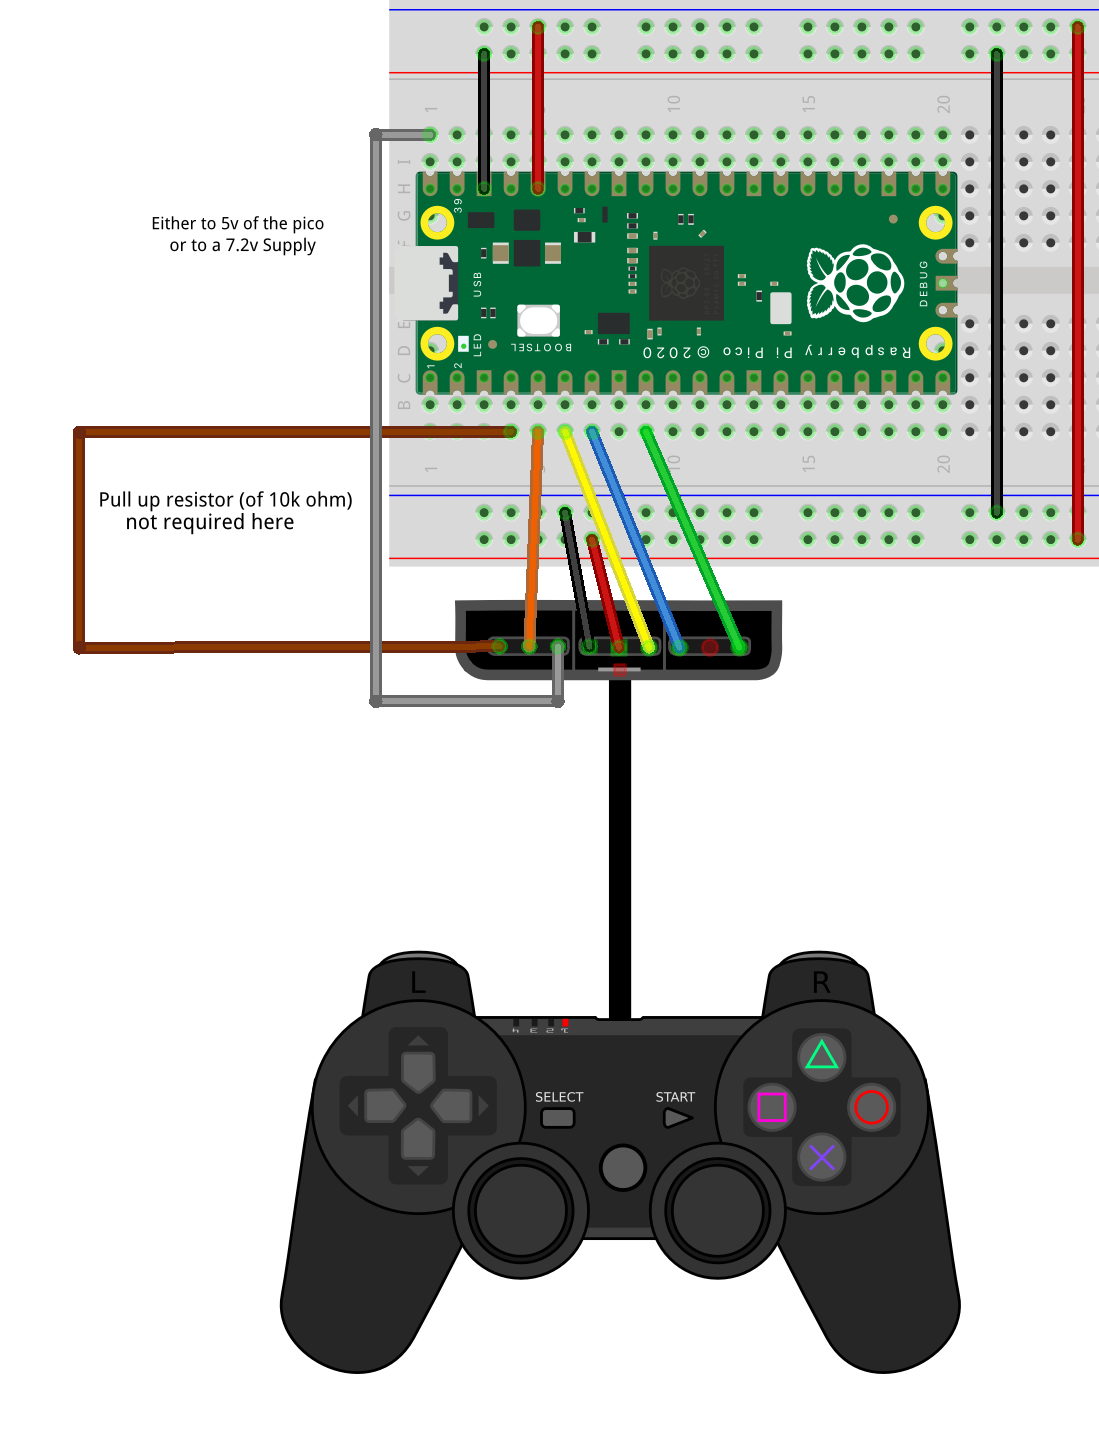 1
10
15
20
I
H
G
F
39
Either to 5v of the pico
or to a 7.2v Supply
USB
DEBUG
E
D
C
B
LED
BOOTSEL
Raspberry Pi Pico © 2020
1
2
1
10
15
20
Pull up resistor (of 10k ohm)
not required here
L
R
4 3 2 1
SELECT
START